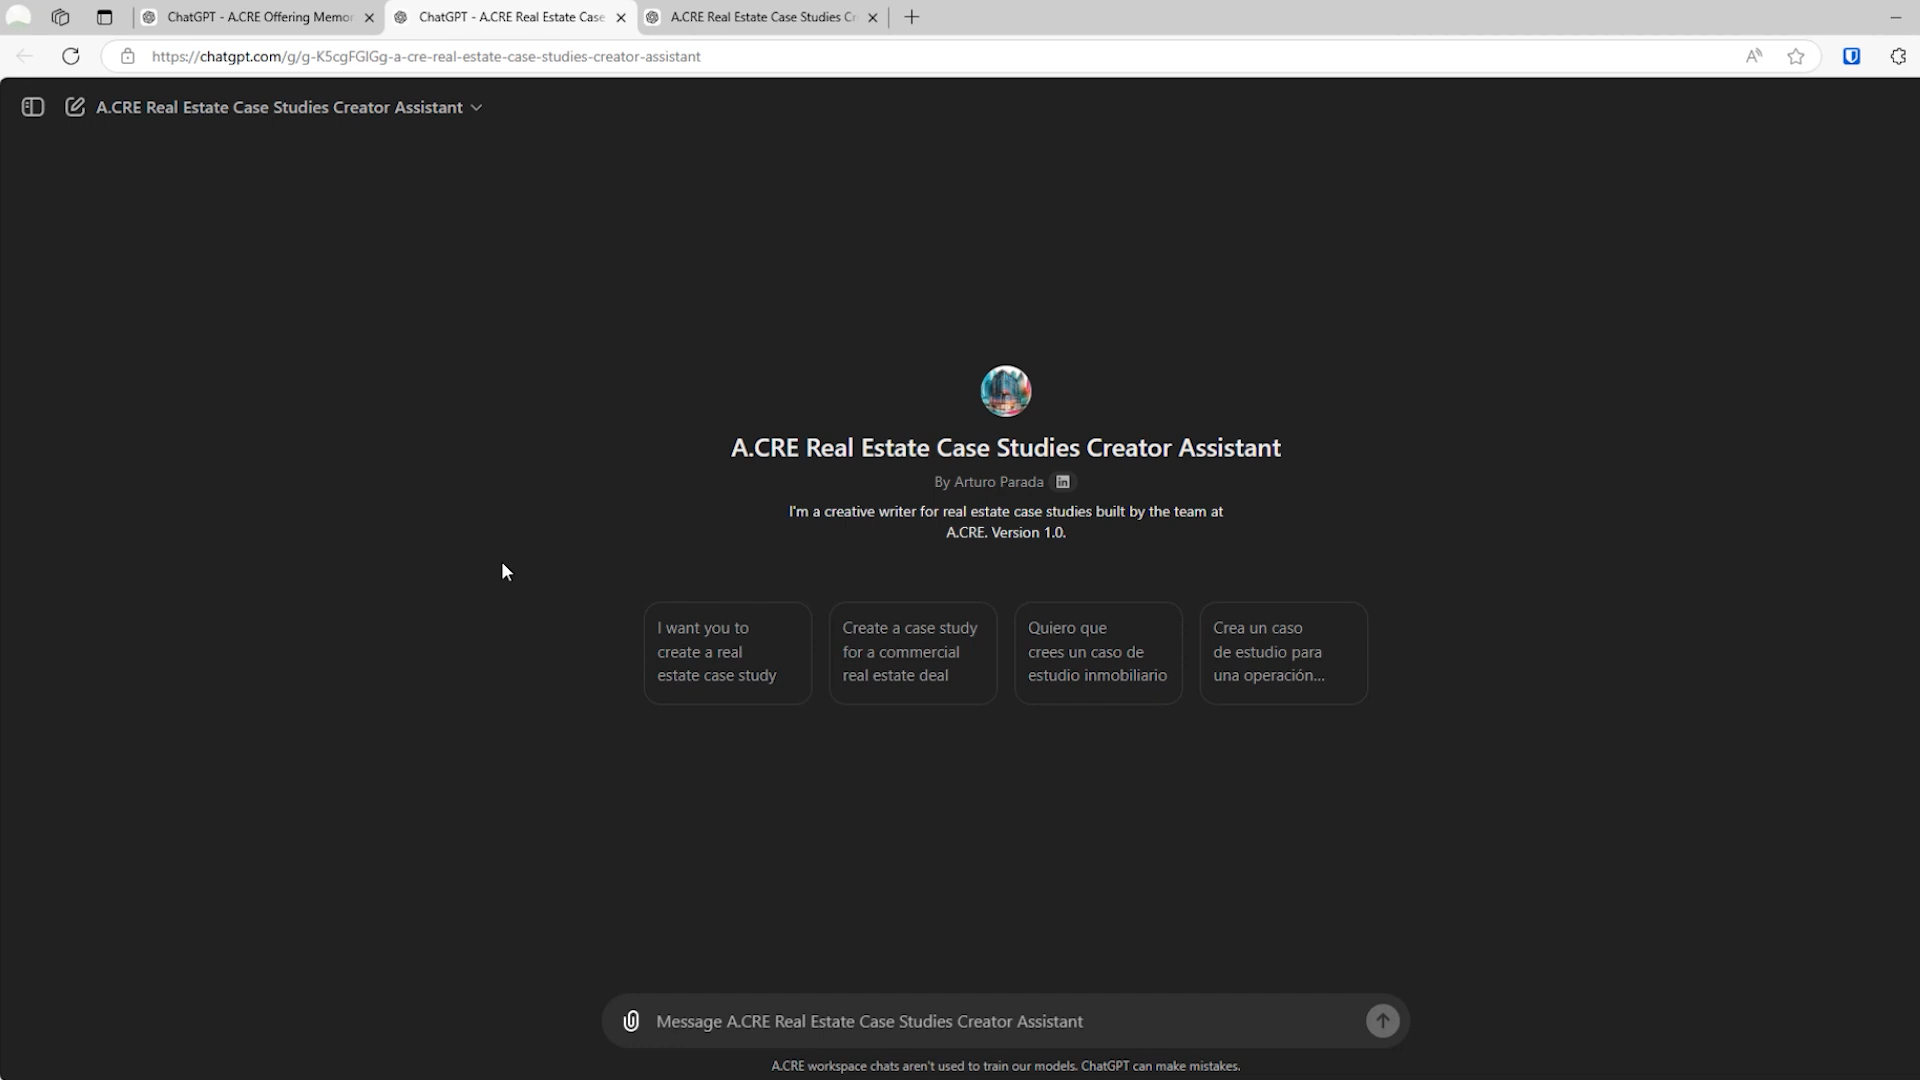 ChatGPT - A.CRE Offering Memor
ChatGPT - A.CRE Real Estate Case
A.CRE Real Estate Case Studies Cr
https://chatgpt.com/g/g-K5cgFGlGg-a-cre-real-estate-case-studies-creator-assistant
A.CRE Real Estate Case Studies Creator Assistant
A.CRE Real Estate Case Studies Creator Assistant
By Arturo Parada
I'm a creative writer for real estate case studies built by the team at
A.CRE. Version 1.0.
I want you to
create a real
estate case study
Create a case study
for a commercial
real estate deal
Quiero que
crees un caso de
estudio inmobiliario
Crea un caso
de estudio para
una operación...
Message A.CRE Real Estate Case Studies Creator Assistant
A.CRE workspace chats aren't used to train our models. ChatGPT can make mistakes.